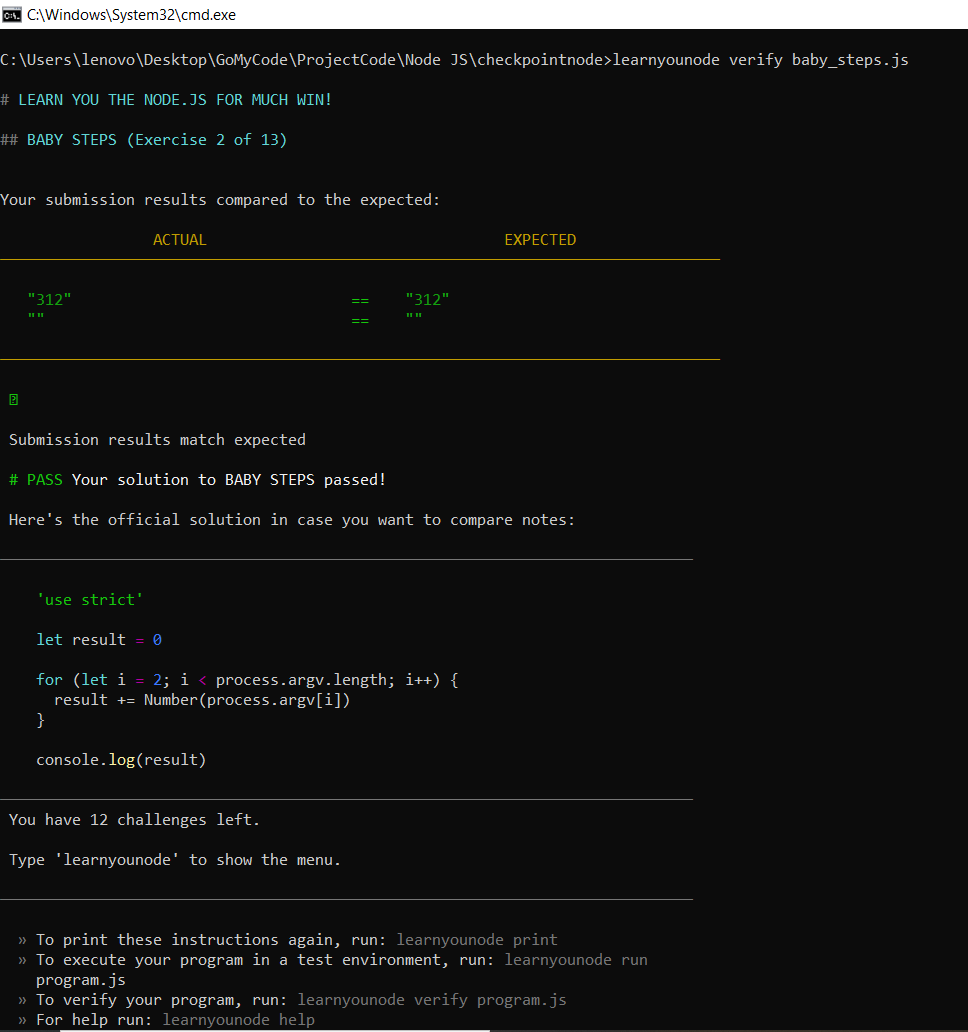 C:\Windows\System32\cmd.exe
C:\Users\lenovo\Desktop\GoMyCode\ProjectCode\Node JS\checkpointnode>learnyounode verify baby_steps.js
# LEARN YOU THE NODE.JS FOR MUCH WIN!
## BABY STEPS (Exercise 2 of 13)
Your submission results compared to the expected:
ACTUAL EXPECTED
"312" == "312"
"" == ""
Submission results match expected
# PASS Your solution to BABY STEPS passed!
Here's the official solution in case you want to compare notes:
'use strict'
let result = 0
for (let i = 2; i < process.argv.length; i++) {
result += Number(process.argv[i])
}
console.log(result)
You have 12 challenges left.
Type 'learnyounode' to show the menu.
» To print these instructions again, run: learnyounode print
» To execute your program in a test environment, run: learnyounode run
program.js
» To verify your program, run: learnyounode verify program.js
» For help run: learnyounode help